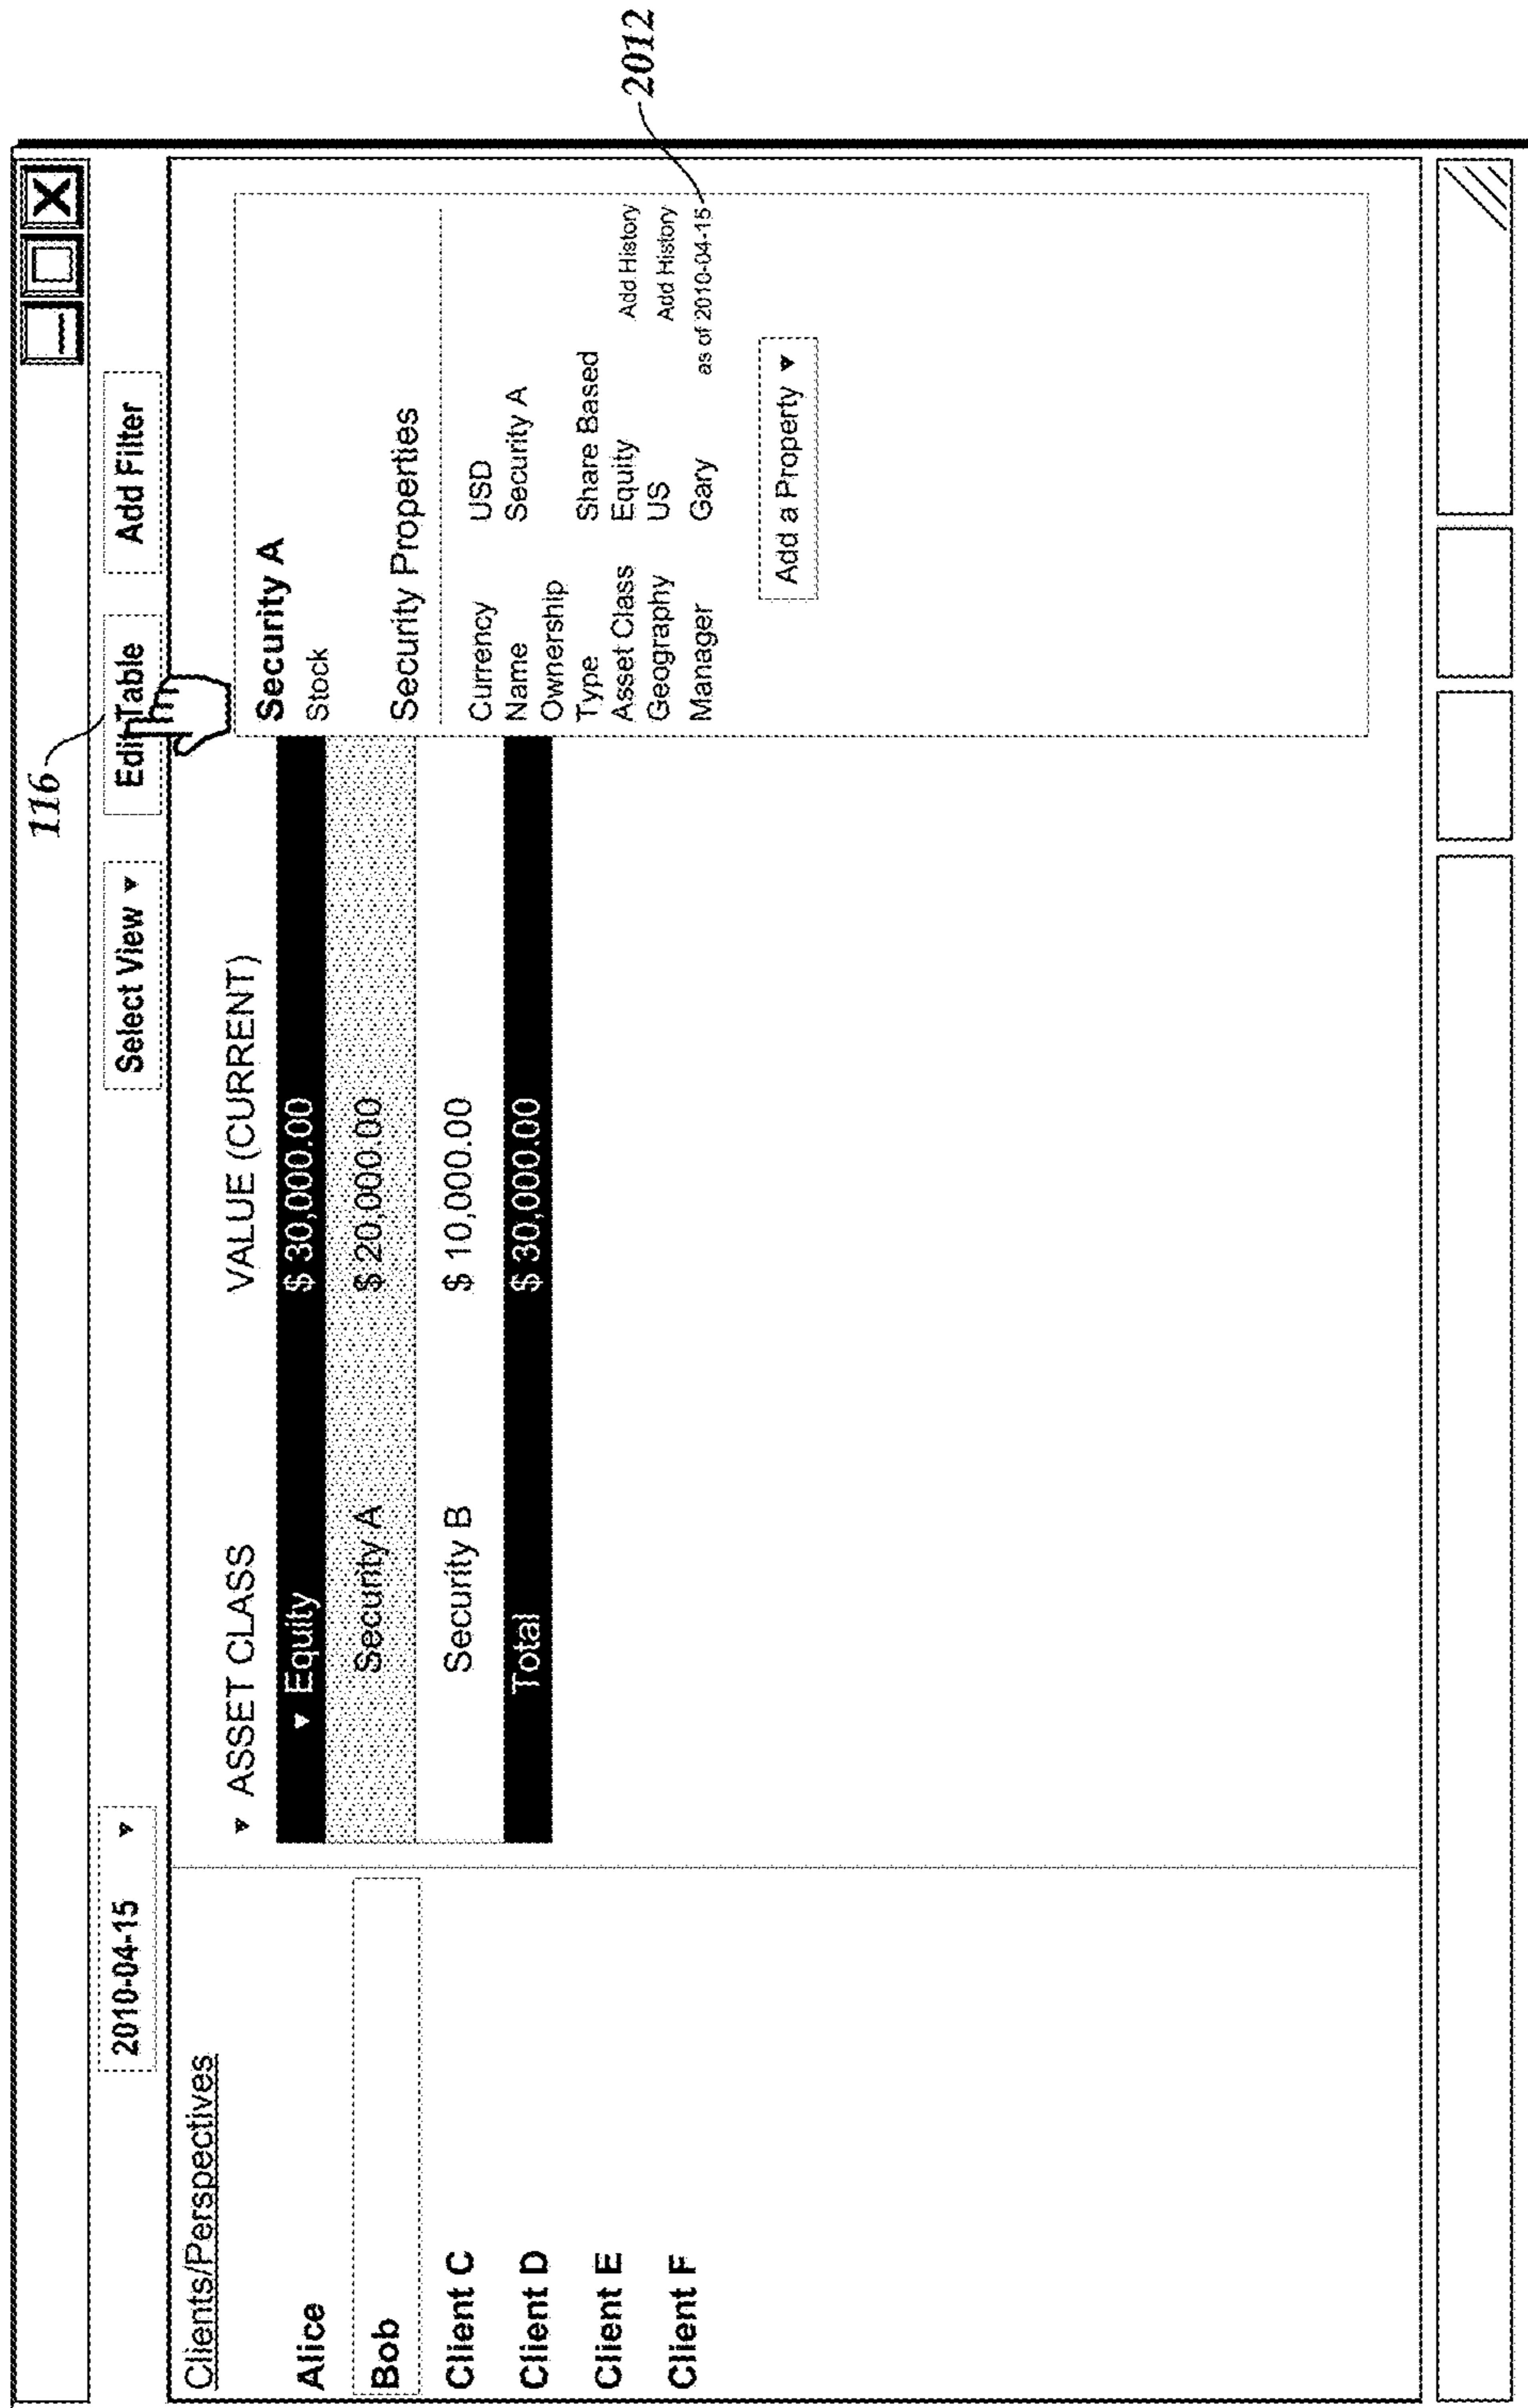 116
2010-04-15 ▼
Select View ▼
Edit Table
Add Filter
Clients/Perspectives
Alice
Bob
Client C
Client D
Client E
Client F
▼ ASSET CLASS VALUE (CURRENT)
▼ Equity $ 30,000.00
Security A $ 20,000.00
Security B $ 10,000.00
Total $ 30,000.00
Security A
Stock
Security Properties
Currency USD
Name Security A
Ownership
Type Share Based
Asset Class Equity Add History
Geography US Add History
Manager Gary as of 2010-04-15
2012
Add a Property ▼